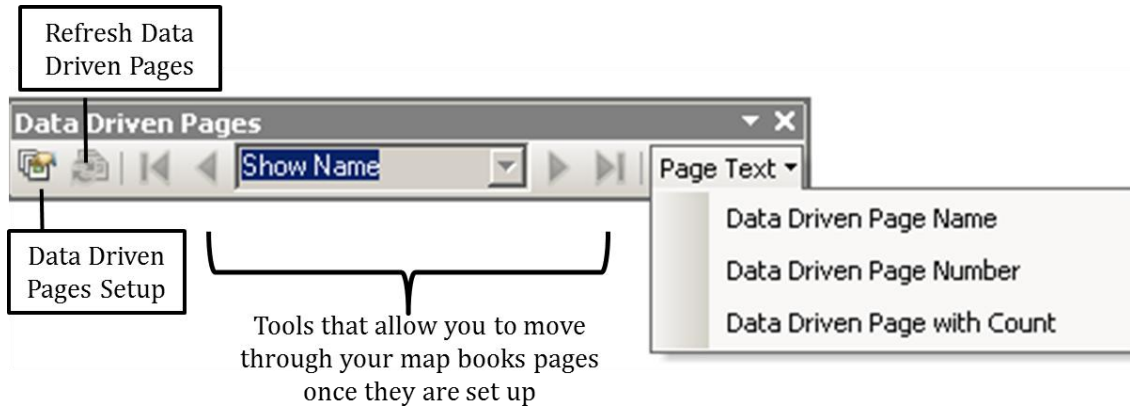 Refresh Data
Driven Pages
Data Driven Pages
Show Name
Page Text
Data Driven Page Name
Data Driven Page Number
Data Driven Page with Count
Data Driven
Pages Setup
Tools that allow you to move
through your map books pages
once they are set up